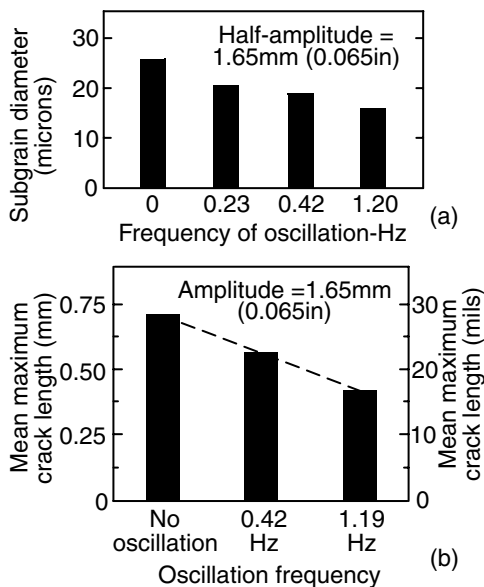 Subgrain diameter
(microns)
30
20
10
0
Half-amplitude =
1.65mm (0.065in)
0 0.23 0.42 1.20
Frequency of oscillation-Hz
(a)
Mean maximum
crack length (mm)
0.75
0.50
0.25
0
Amplitude =1.65mm
(0.065in)
30
20
10
0
Mean maximum
crack length (mils)
No
oscillation
0.42
Hz
1.19
Hz
Oscillation frequency
(b)